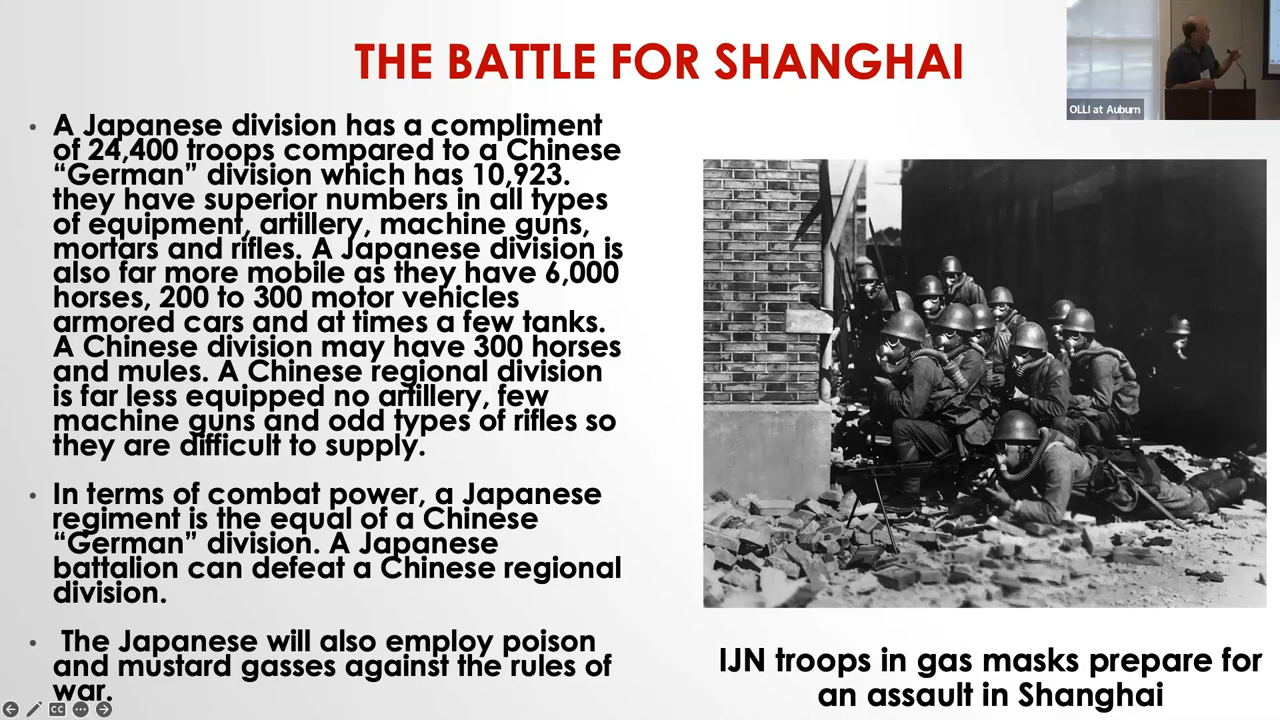 THE BATTLE FOR SHANGHAI
OLLI at Auburn
• A Japanese division has a compliment
of 24,400 troops compared to a Chinese
“German” division which has 10,923.
they have superior numbers in all types
of equipment, artillery, machine guns,
mortars and rifles. A Japanese division is
also far more mobile as they have 6,000
horses, 200 to 300 motor vehicles
armored cars and at times a few tanks.
A Chinese division may have 300 horses
and mules. A Chinese regional division
is far less equipped no artillery, few
machine guns and odd types of rifles so
they are difficult to supply.
• In terms of combat power, a Japanese
regiment is the equal of a Chinese
“German” division. A Japanese
battalion can defeat a Chinese regional
division.
• The Japanese will also employ poison
and mustard gasses against the rules of
war.
IJN troops in gas masks prepare for
an assault in Shanghai
CC